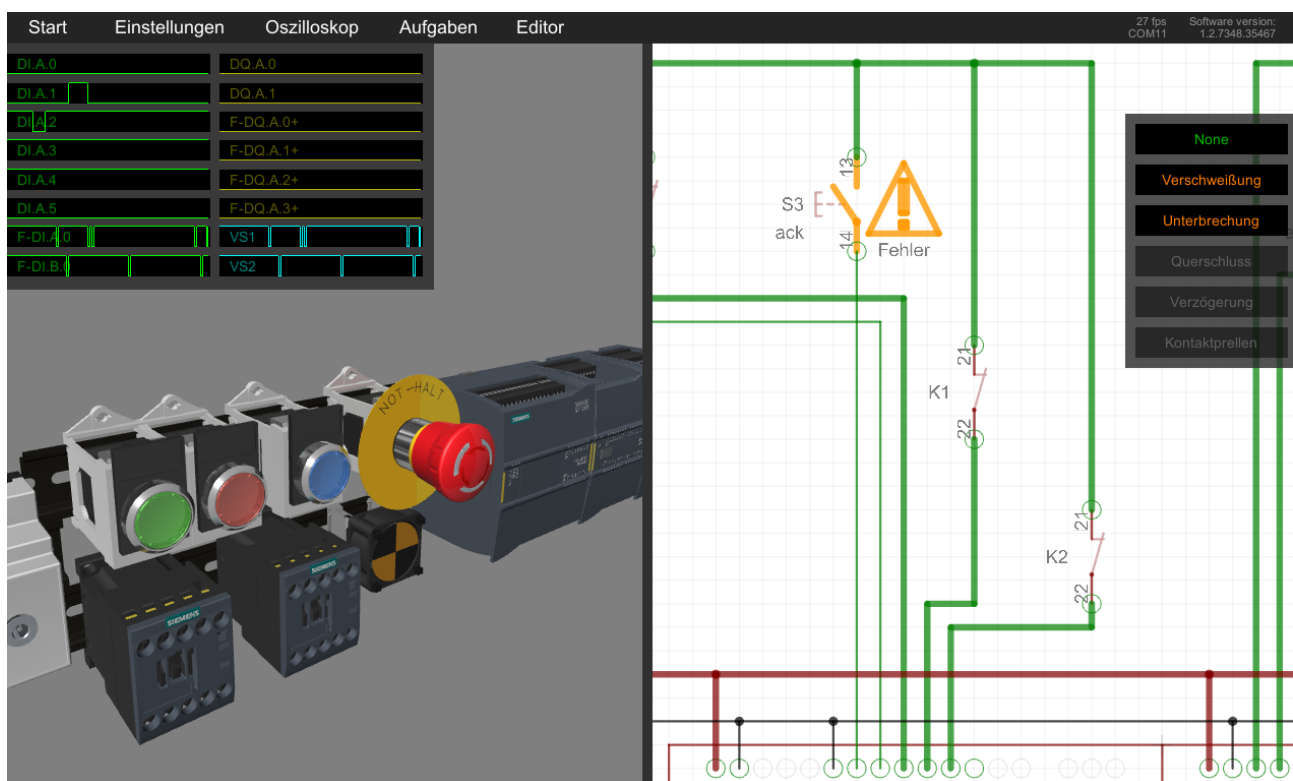 Start Einstellungen Oszilloskop Aufgaben Editor
27 fps
COM11
Software version:
1.2.7348.35467
DI.A.0
DI.A.1
DI.A.2
DI.A.3
DI.A.4
DI.A.5
F-DI.A.0
F-DI.B.0
DQ.A.0
DQ.A.1
F-DQ.A.0+
F-DQ.A.1+
F-DQ.A.2+
F-DQ.A.3+
VS1
VS2
NOT-HALT
SIEMENS
SIEMENS
SIEMENS
13
S3
ack
14
Fehler
21
K1
22
21
K2
22
None
Verschweißung
Unterbrechung
Querschluss
Verzögerung
Kontaktprellen